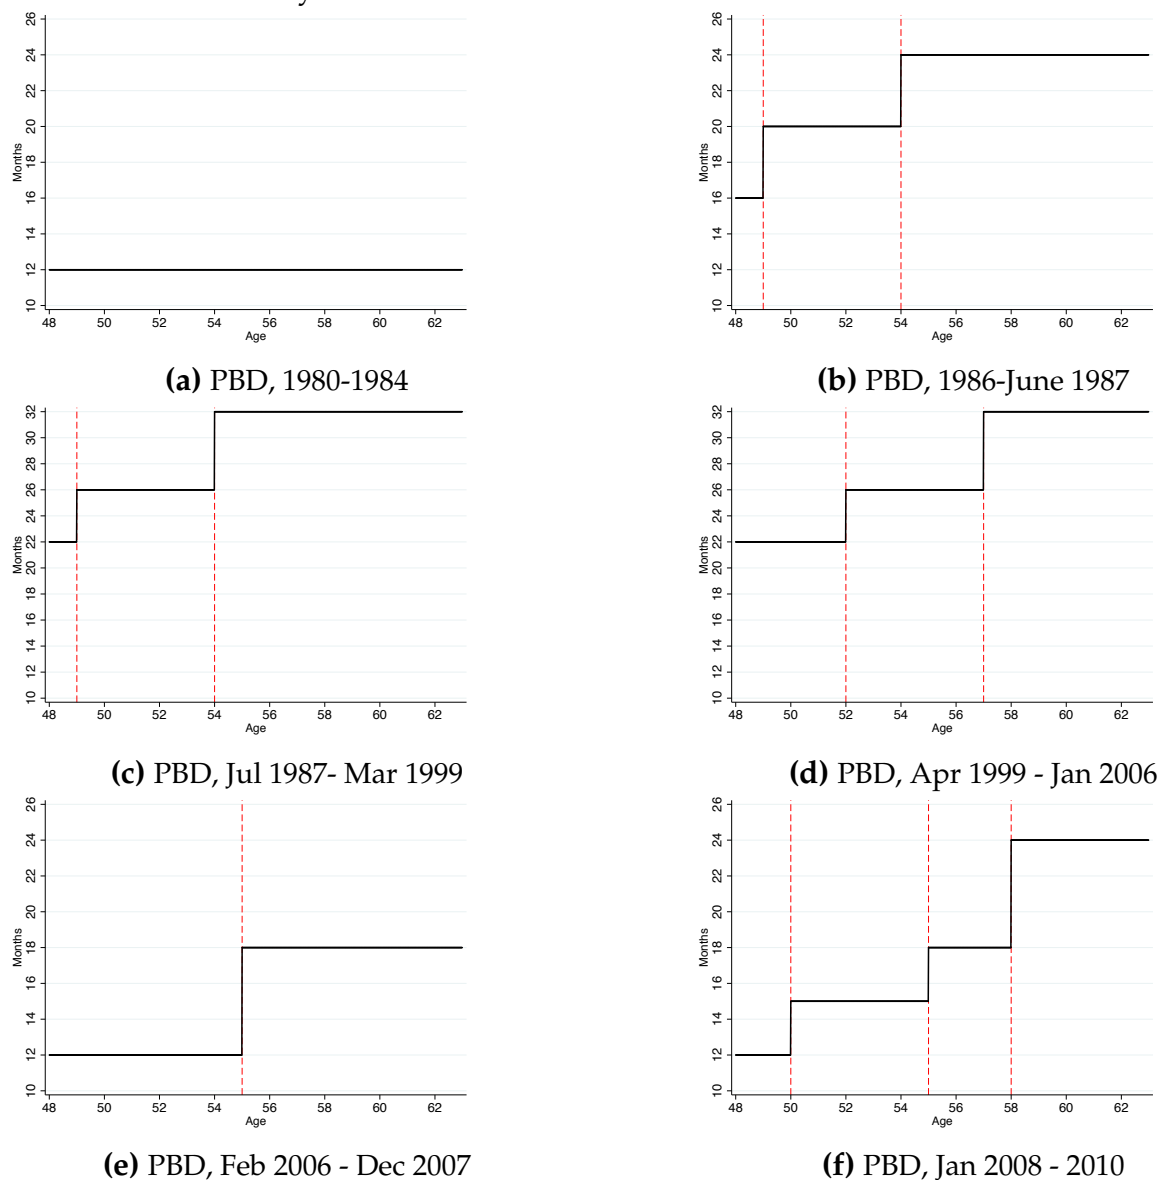 26
24
22
20
18
16
14
12
10
Months
48 50 52 54 56 58 60 62
Age
(a) PBD, 1980-1984
26
24
22
20
18
16
14
12
10
Months
48 50 52 54 56 58 60 62
Age
(b) PBD, 1986-June 1987
32
30
28
26
24
22
20
18
16
14
12
10
Months
48 50 52 54 56 58 60 62
Age
(c) PBD, Jul 1987- Mar 1999
32
30
28
26
24
22
20
18
16
14
12
10
Months
48 50 52 54 56 58 60 62
Age
(d) PBD, Apr 1999 - Jan 2006
26
24
22
20
18
16
14
12
10
Months
48 50 52 54 56 58 60 62
Age
(e) PBD, Feb 2006 - Dec 2007
26
24
22
20
18
16
14
12
10
Months
48 50 52 54 56 58 60 62
Age
(f) PBD, Jan 2008 - 2010